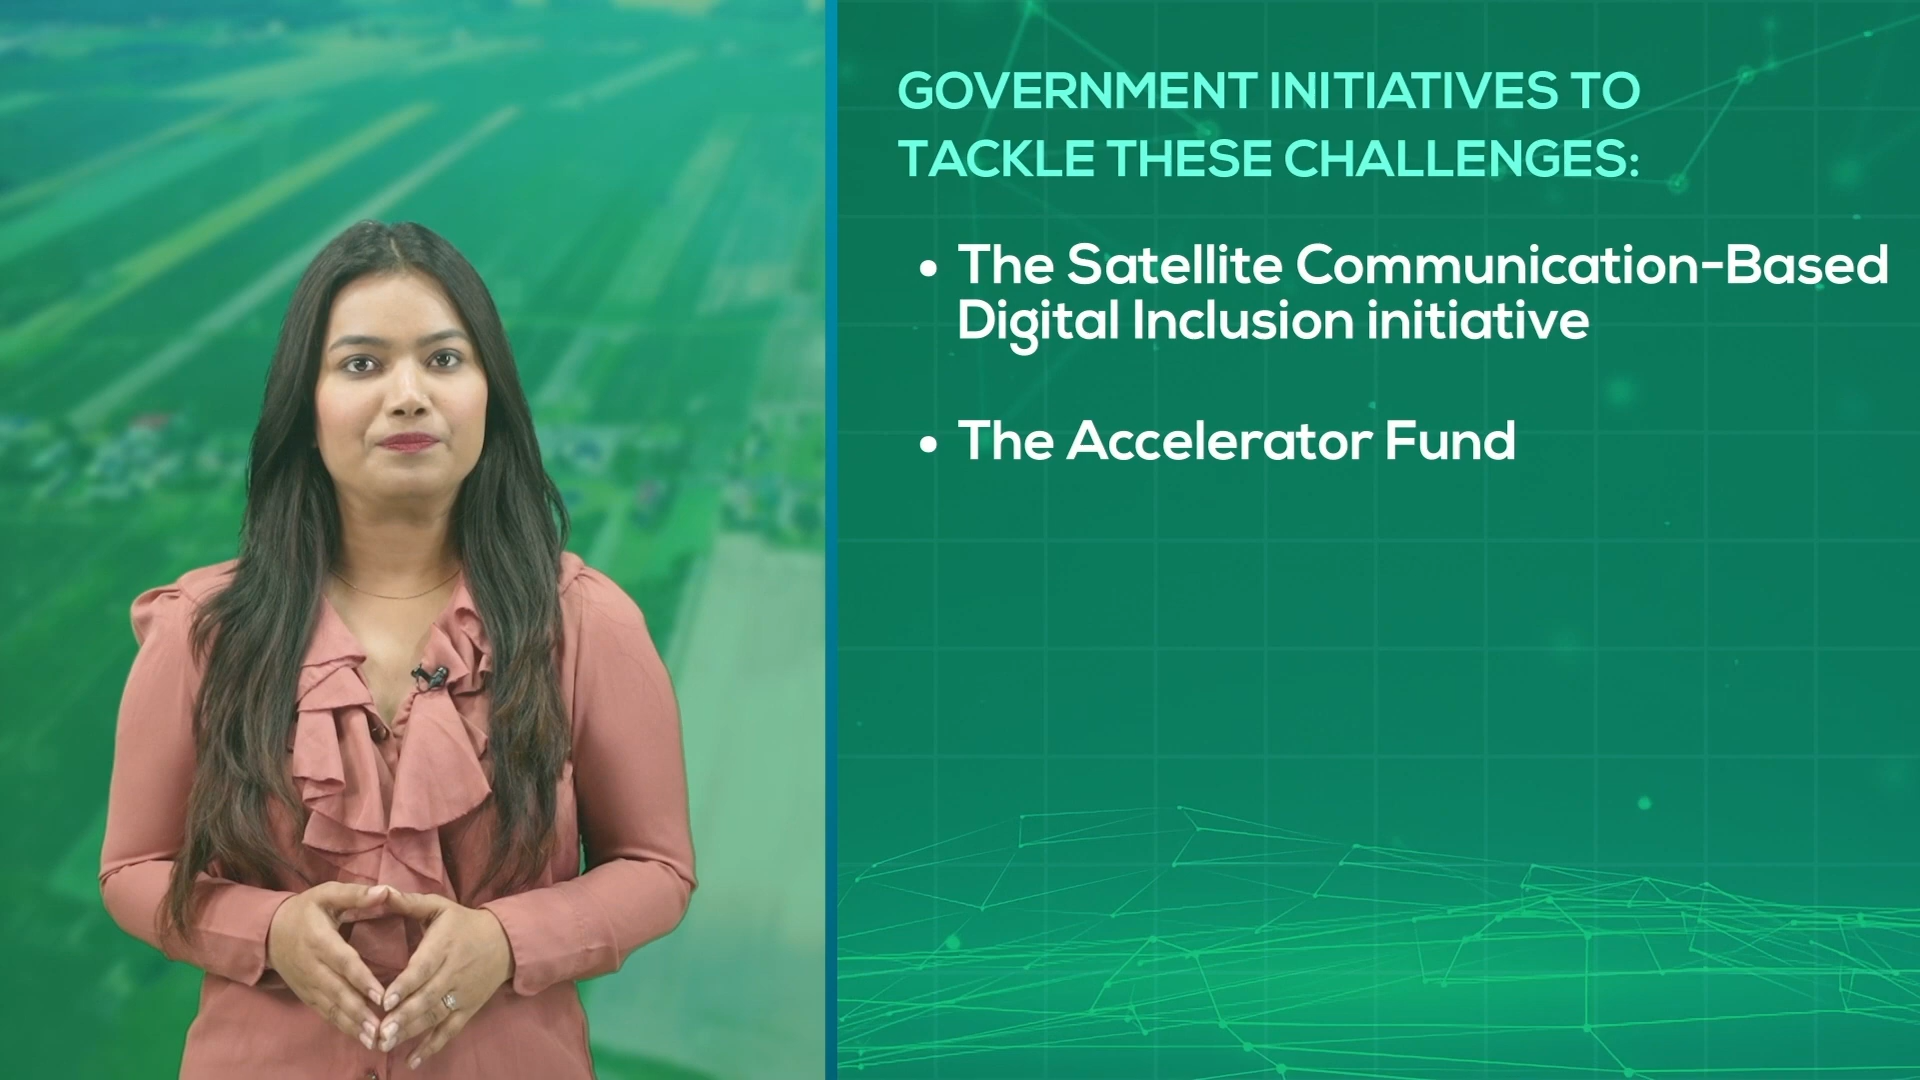 GOVERNMENT INITIATIVES TO
TACKLE THESE CHALLENGES:
• The Satellite Communication-Based
Digital Inclusion initiative
• The Accelerator Fund